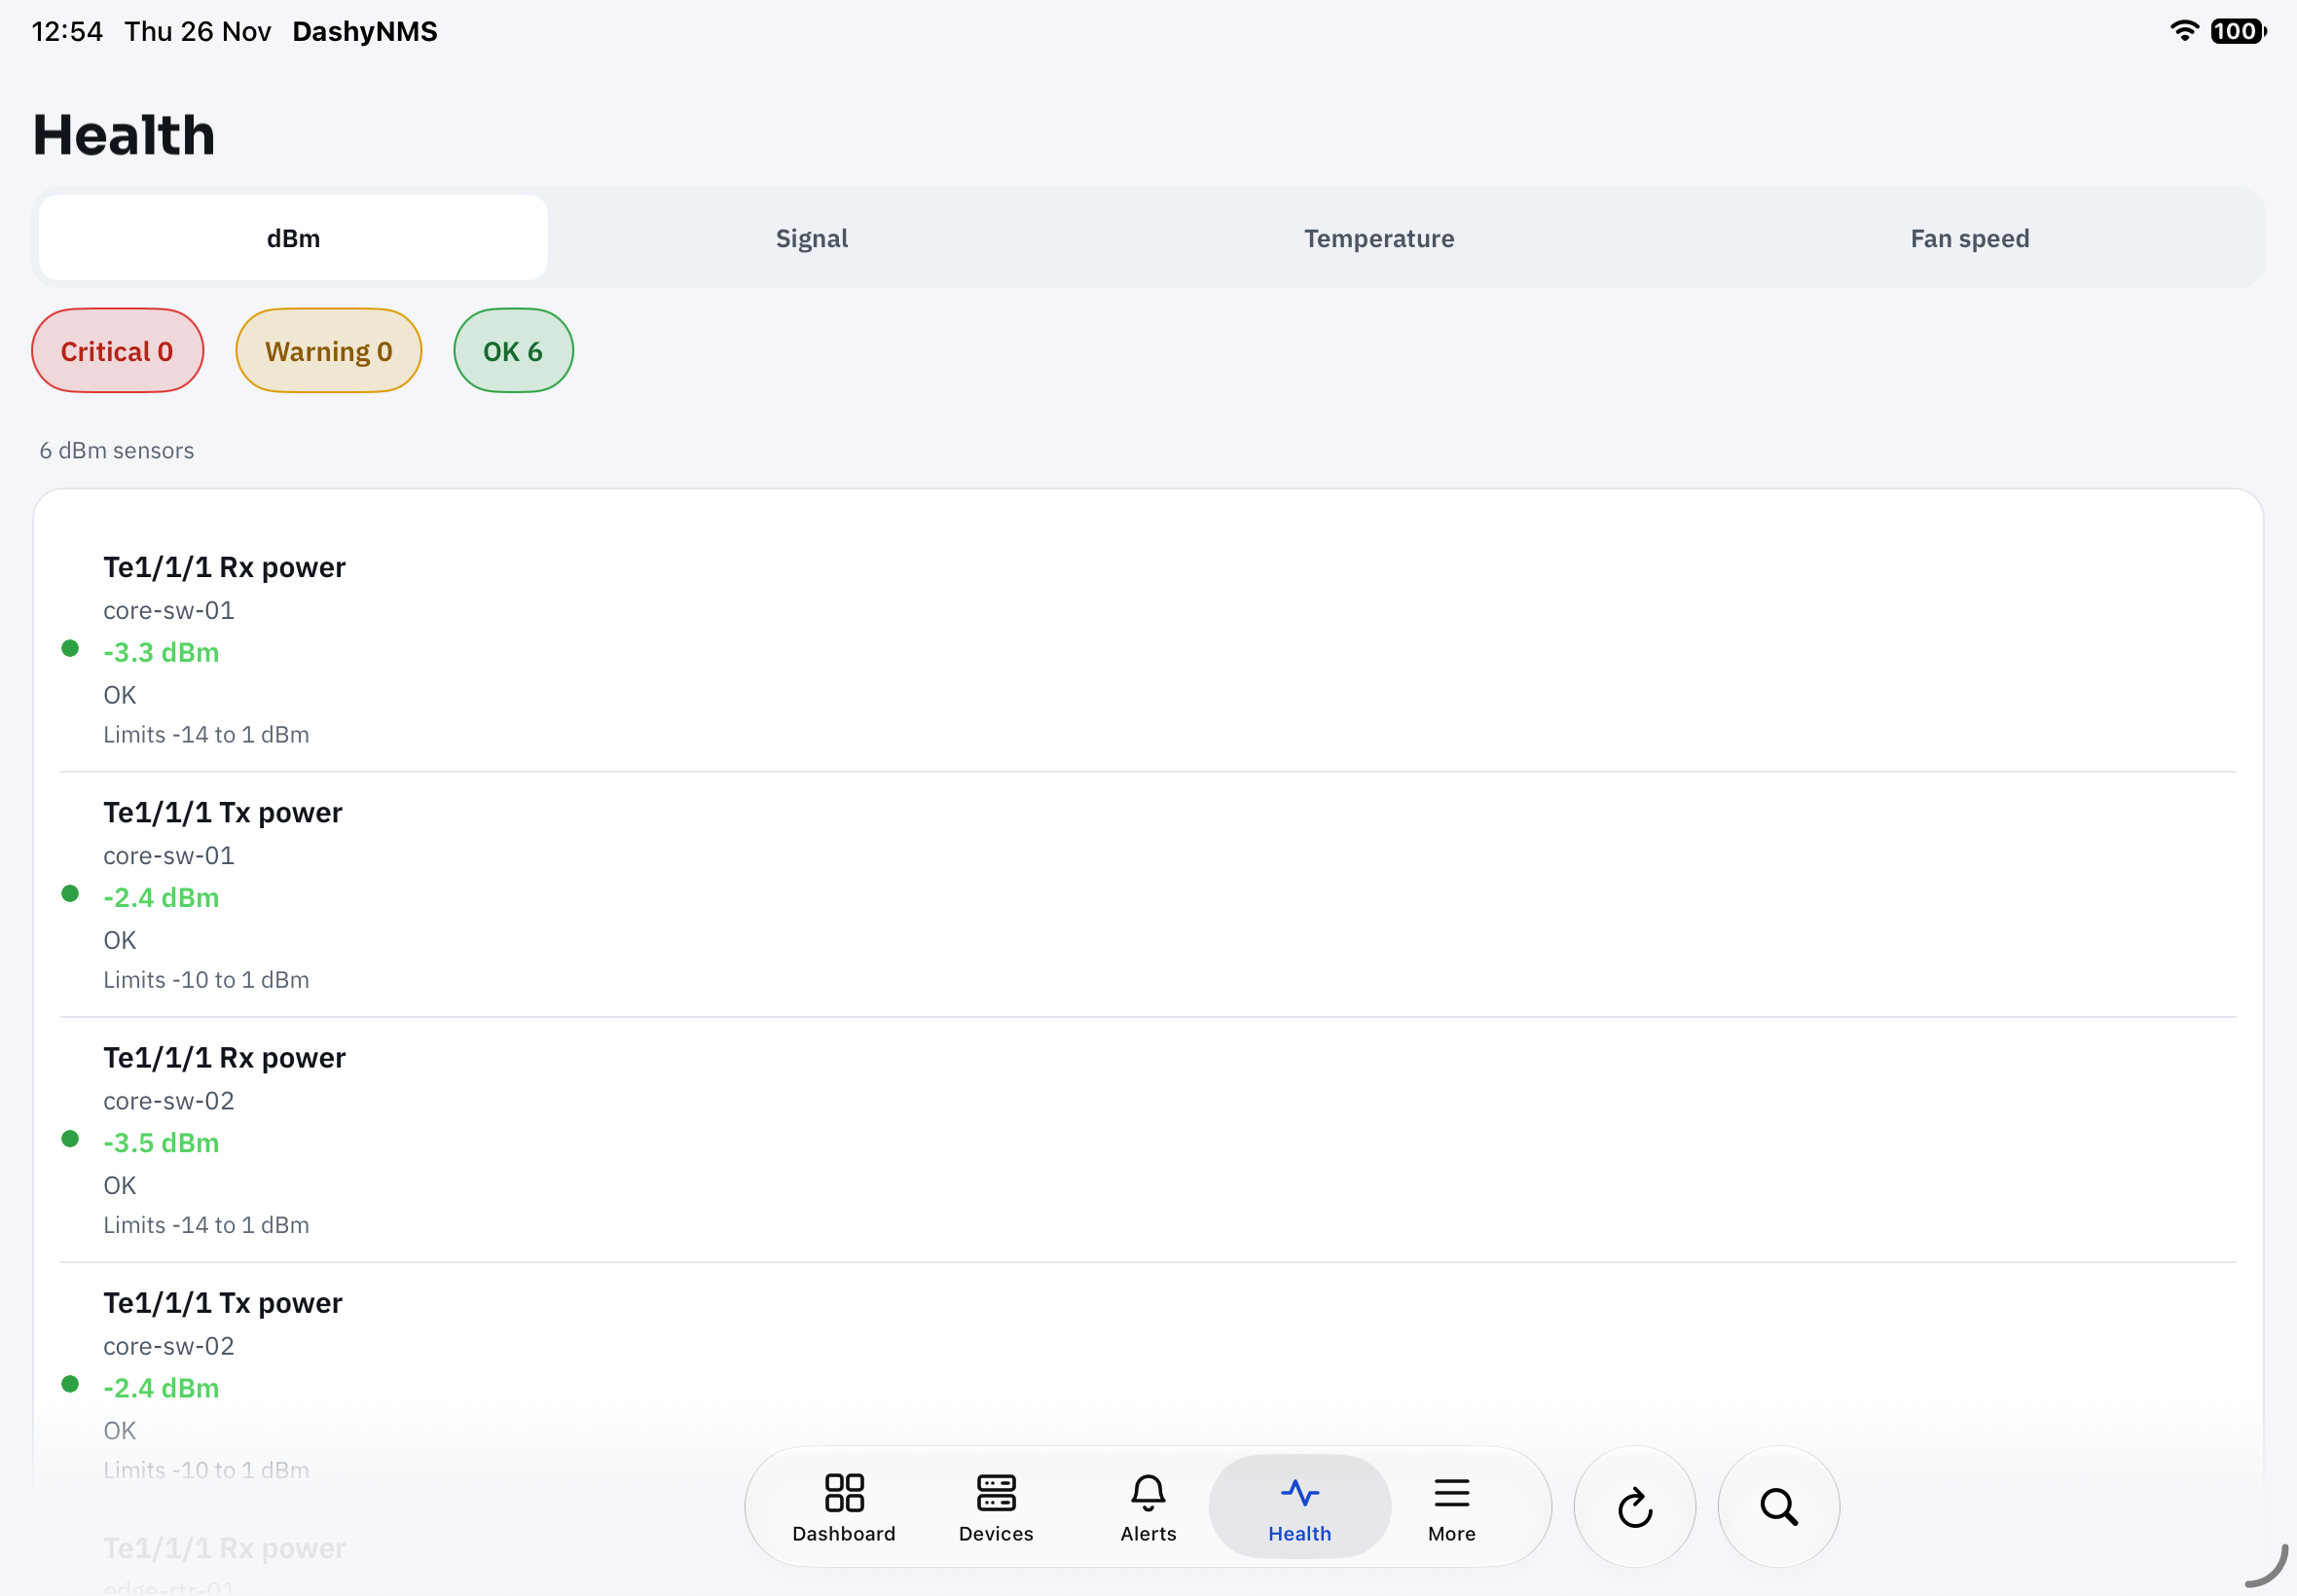 12:54 Thu 26 Nov DashyNMS 100
Health
dBm Signal Temperature Fan speed
Critical 0 Warning 0 OK 6
6 dBm sensors
Te1/1/1 Rx power
core-sw-01
-3.3 dBm
OK
Limits -14 to 1 dBm
Te1/1/1 Tx power
core-sw-01
-2.4 dBm
OK
Limits -10 to 1 dBm
Te1/1/1 Rx power
core-sw-02
-3.5 dBm
OK
Limits -14 to 1 dBm
Te1/1/1 Tx power
core-sw-02
-2.4 dBm
OK
Limits -10 to 1 dBm
Te1/1/1 Rx power
edge-rtr-01
Dashboard Devices Alerts Health More